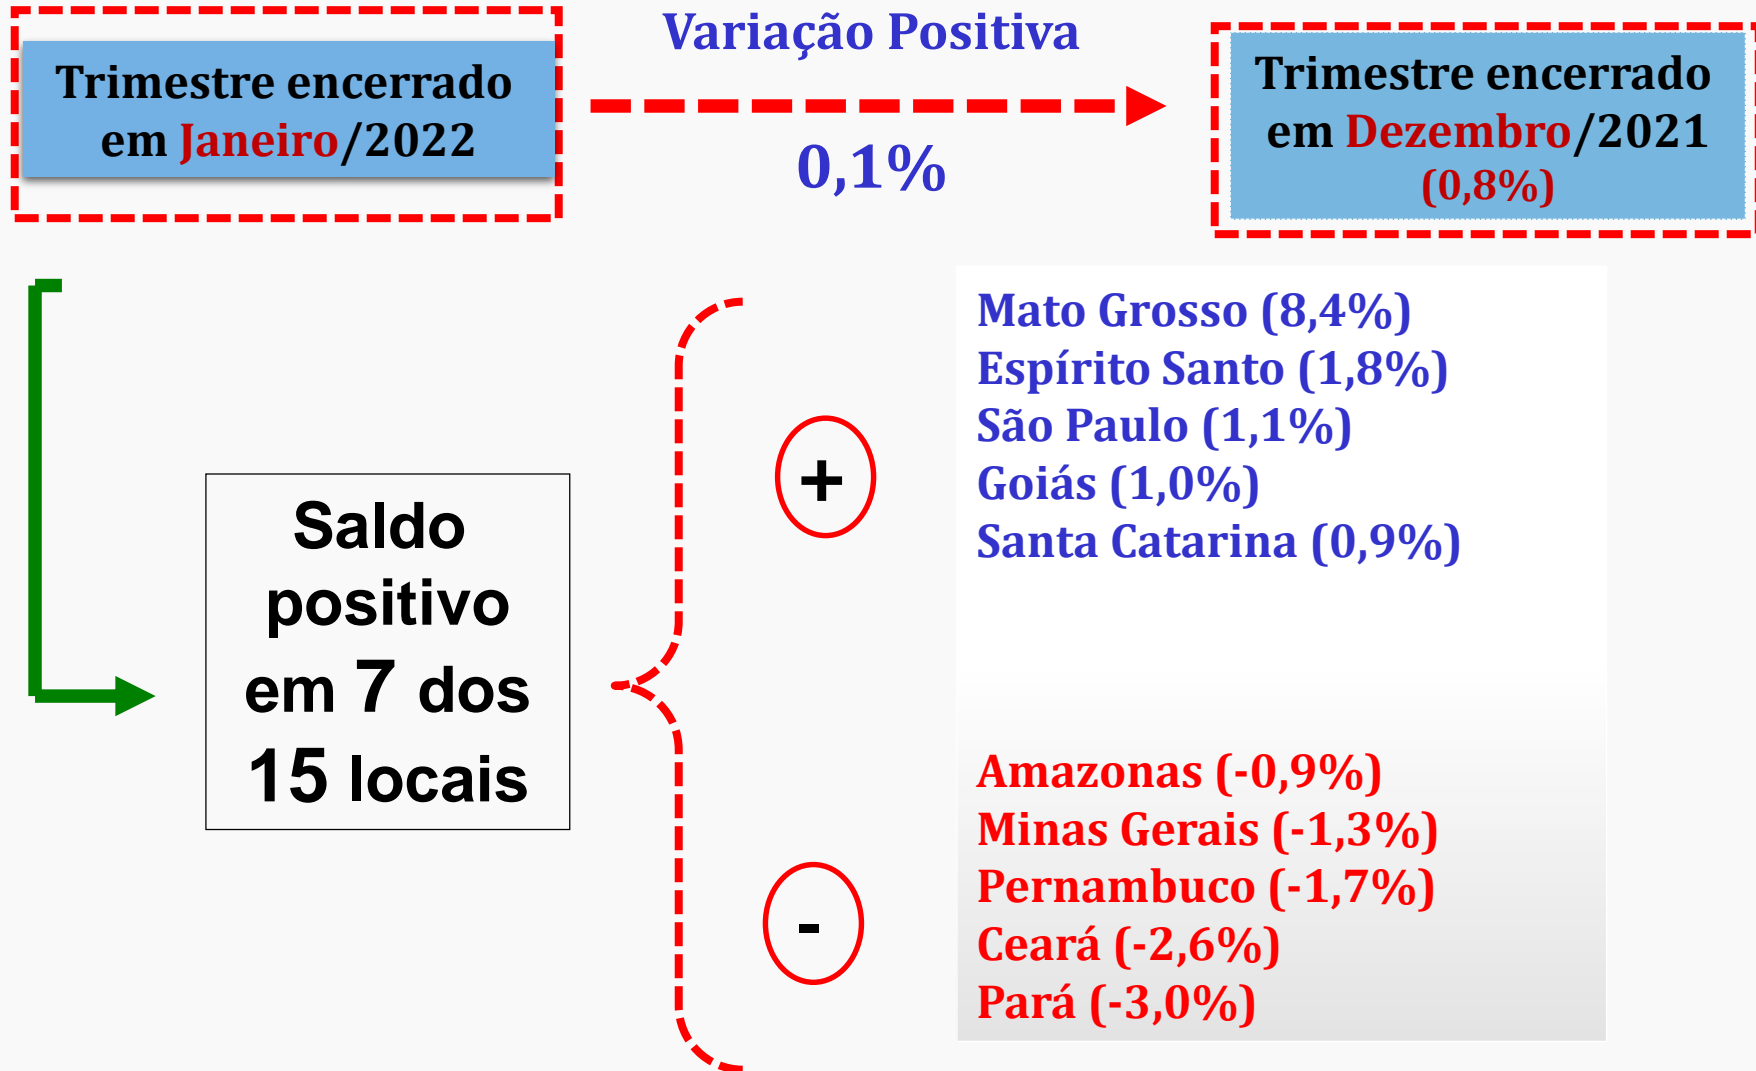 Trimestre encerrado
em Janeiro/2022
Variação Positiva
0,1%
Trimestre encerrado
em Dezembro/2021
(0,8%)
Saldo
positivo
em 7 dos
15 locais
+
Mato Grosso (8,4%)
Espírito Santo (1,8%)
São Paulo (1,1%)
Goiás (1,0%)
Santa Catarina (0,9%)
-
Amazonas (-0,9%)
Minas Gerais (-1,3%)
Pernambuco (-1,7%)
Ceará (-2,6%)
Pará (-3,0%)